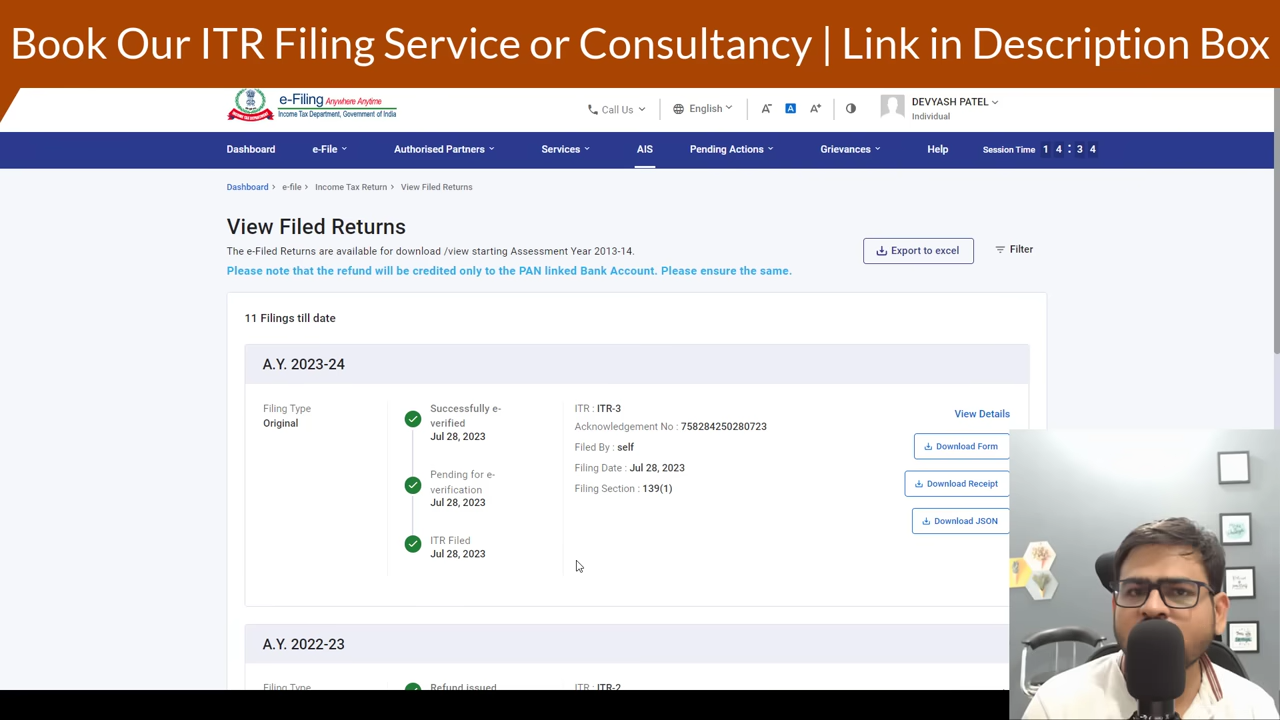 Book Our ITR Filing Service or Consultancy | Link in Description Box
e-Filing Anywhere Anytime
Income Tax Department, Government of India
Call Us
English
A-
A
A+
DEVYASH PATEL
Individual
Dashboard
e-File
Authorised Partners
Services
AIS
Pending Actions
Grievances
Help
Session Time 1 4 : 3 4
Dashboard > e-file > Income Tax Return > View Filed Returns
View Filed Returns
The e-Filed Returns are available for download /view starting Assessment Year 2013-14.
Please note that the refund will be credited only to the PAN linked Bank Account. Please ensure the same.
Export to excel
Filter
11 Filings till date
A.Y. 2023-24
Filing Type
Original
Successfully e-
verified
Jul 28, 2023
Pending for e-
verification
Jul 28, 2023
ITR Filed
Jul 28, 2023
ITR : ITR-3
Acknowledgement No : 758284250280723
Filed By : self
Filing Date : Jul 28, 2023
Filing Section : 139(1)
View Details
Download Form
Download Receipt
Download JSON
A.Y. 2022-23
Filing Type
Refund issued
ITR : ITR-2